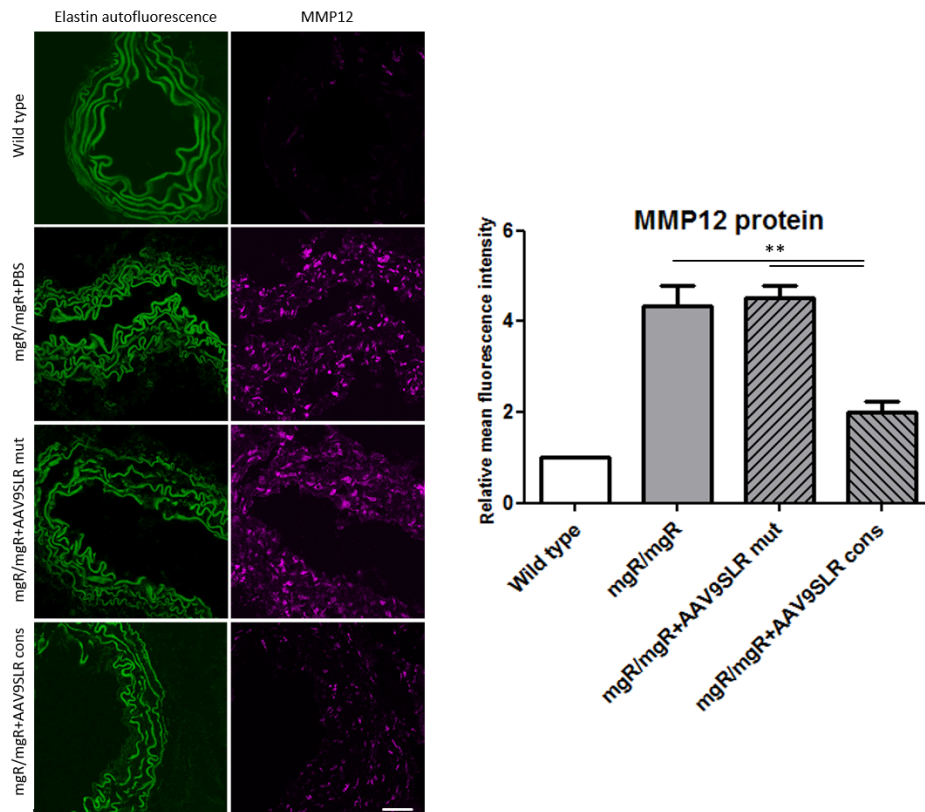 Elastin autofluorescence
MMP12
Wild type
mgR/mgR+PBS
mgR/mgR+AAV9SLR mut
mgR/mgR+AAV9SLR cons
MMP12 protein
**
Relative mean fluorescence intensity
6
4
2
0
Wild type
mgR/mgR
mgR/mgR+AAV9SLR mut
mgR/mgR+AAV9SLR cons